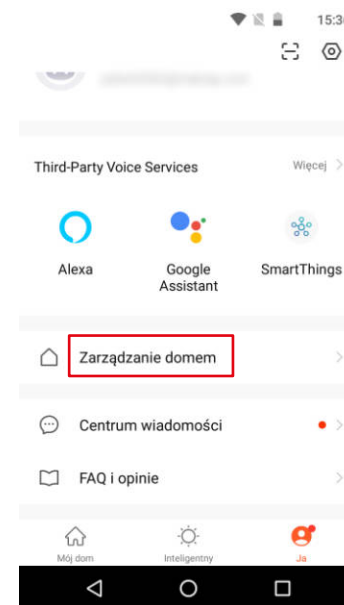 15:3
Third-Party Voice Services
Więcej
Alexa
Google
Assistant
SmartThings
Zarządzanie domem
Centrum wiadomości
FAQ i opinie
Mój dom
Inteligentny
Ja